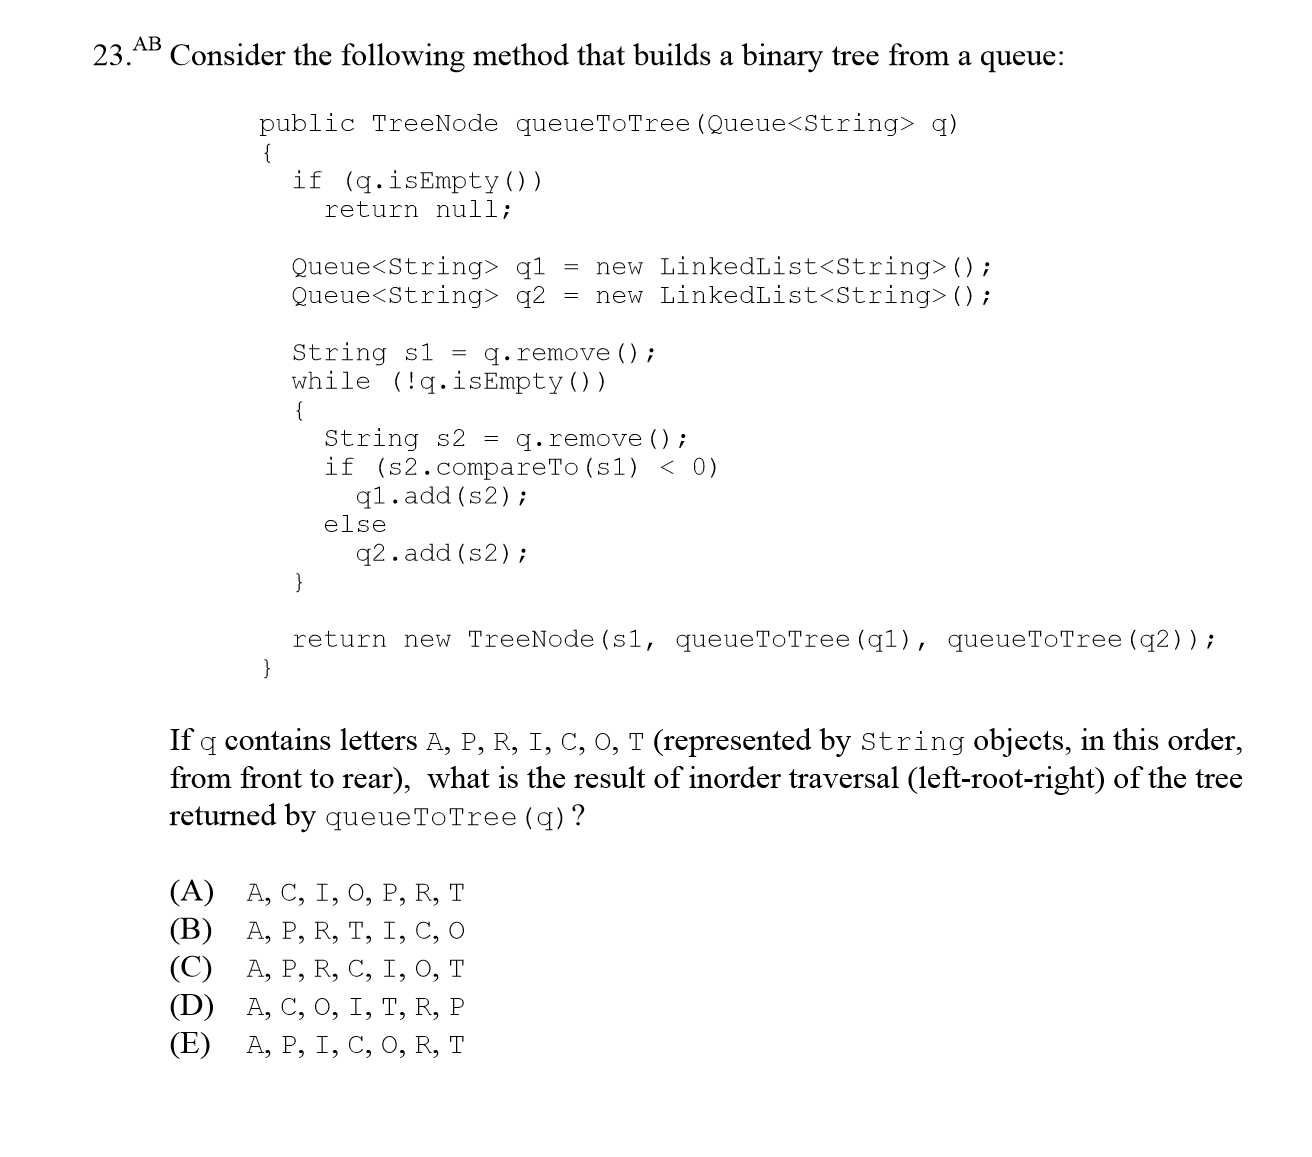 23.AB Consider the following method that builds a binary tree from a queue:
public TreeNode queueToTree(Queue<String> q)
{
if (q.isEmpty())
return null;
Queue<String> q1 = new LinkedList<String>();
Queue<String> q2 = new LinkedList<String>();
String s1 = q.remove();
while (!q.isEmpty())
{
String s2 = q.remove();
if (s2.compareTo(s1) < 0)
q1.add(s2);
else
q2.add(s2);
}
return new TreeNode(s1, queueToTree(q1), queueToTree(q2));
}
If q contains letters A, P, R, I, C, O, T (represented by String objects, in this order,
from front to rear), what is the result of inorder traversal (left-root-right) of the tree
returned by queueToTree(q)?
(A) A, C, I, O, P, R, T
(B) A, P, R, T, I, C, O
(C) A, P, R, C, I, O, T
(D) A, C, O, I, T, R, P
(E) A, P, I, C, O, R, T